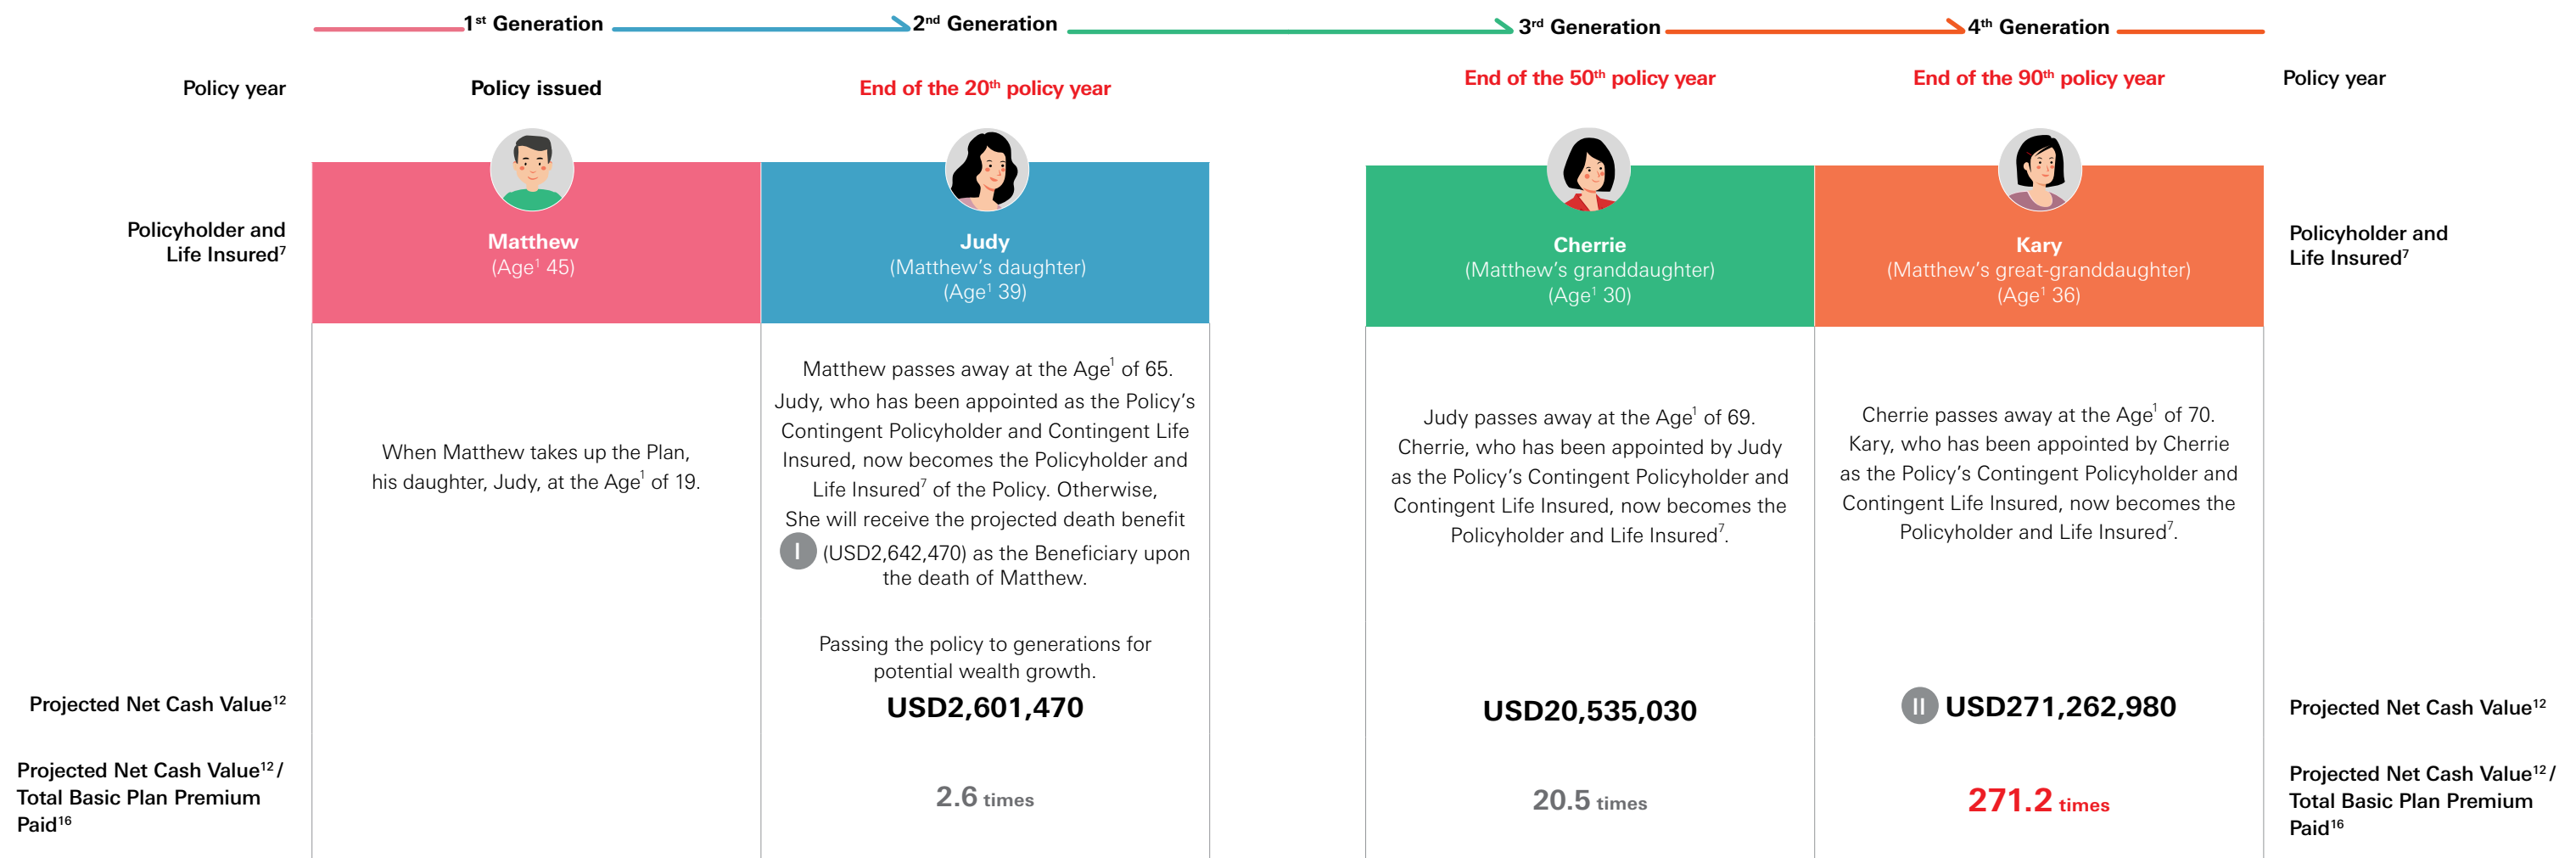 1st Generation
2nd Generation
3rd Generation
4th Generation
Policy year
Policy issued
End of the 20th policy year
End of the 50th policy year
End of the 90th policy year
Policy year
Policyholder and
Life Insured7
Matthew
(Age1 45)
Judy
(Matthew’s daughter)
(Age1 39)
Cherrie
(Matthew’s granddaughter)
(Age1 30)
Kary
(Matthew’s great-granddaughter)
(Age1 36)
Policyholder and
Life Insured7
When Matthew takes up the Plan,
his daughter, Judy, at the Age1 of 19.
Matthew passes away at the Age1 of 65.
Judy, who has been appointed as the Policy’s
Contingent Policyholder and Contingent Life
Insured, now becomes the Policyholder and
Life Insured7 of the Policy. Otherwise,
She will receive the projected death benefit
I (USD2,642,470) as the Beneficiary upon
the death of Matthew.
Passing the policy to generations for
potential wealth growth.
Judy passes away at the Age1 of 69.
Cherrie, who has been appointed by Judy
as the Policy’s Contingent Policyholder and
Contingent Life Insured, now becomes the
Policyholder and Life Insured7.
Cherrie passes away at the Age1 of 70.
Kary, who has been appointed by Cherrie
as the Policy’s Contingent Policyholder and
Contingent Life Insured, now becomes the
Policyholder and Life Insured7.
Projected Net Cash Value12
USD2,601,470
USD20,535,030
II USD271,262,980
Projected Net Cash Value12
Projected Net Cash Value12/
Total Basic Plan Premium
Paid16
2.6 times
20.5 times
271.2 times
Projected Net Cash Value12/
Total Basic Plan Premium
Paid16